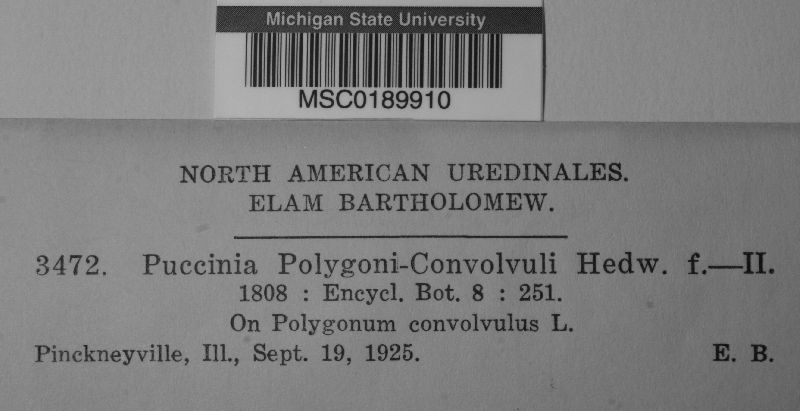 Michigan State University
MSC0189910
NORTH AMERICAN UREDINALES.
ELAM BARTHOLOMEW.
3472. Puccinia Polygoni-Convolvuli Hedw. f.—II.
1808 : Encycl. Bot. 8 : 251.
On Polygonum convolvulus L.
Pinckneyville, Ill., Sept. 19, 1925. E. B.